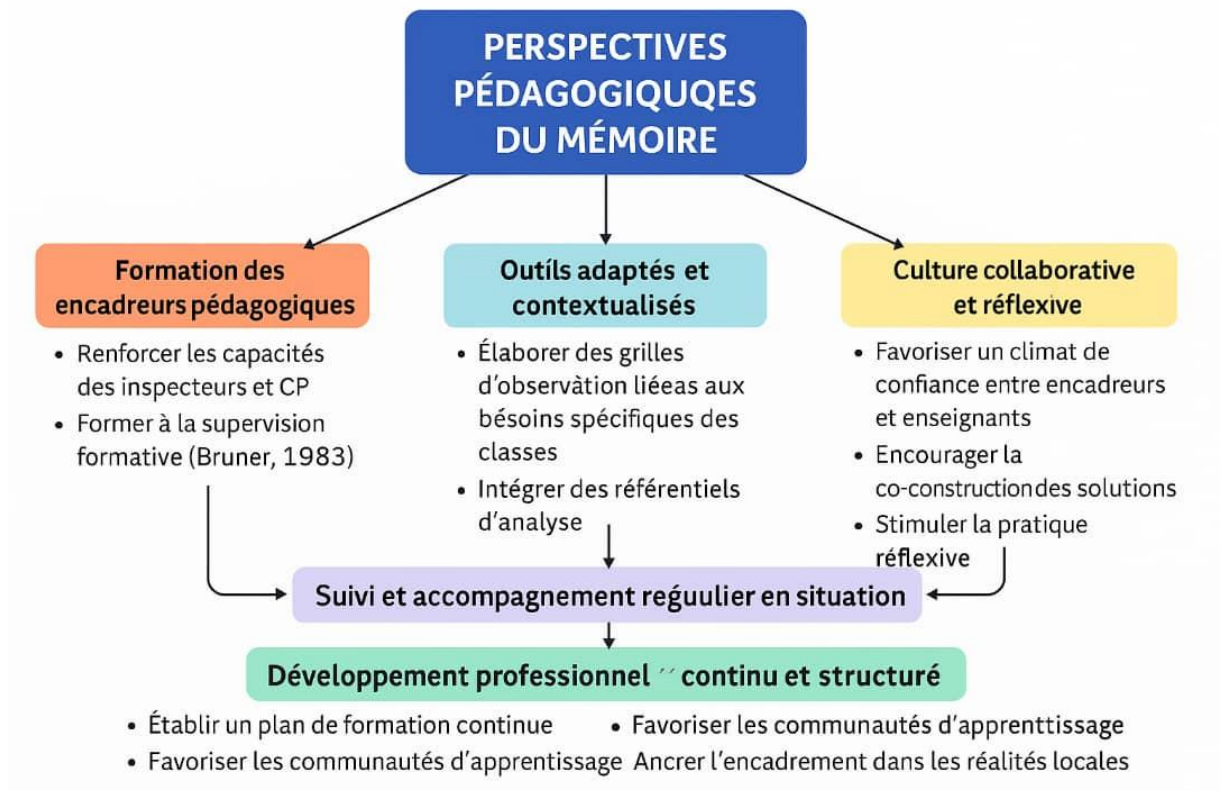 PERSPECTIVES
PÉDAGOGIQUQES
DU MÉMOIRE
Formation des
encadreurs pédagogiques
• Renforcer les capacités
des inspecteurs et CP
• Former à la supervision
formative (Bruner, 1983)
Outils adaptés et
contextualisés
• Élaborer des grilles
d’observàtion liéeas aux
bésoins spécifiques des
classes
• Intégrer des référentiels
d’analyse
Culture collaborative
et réflexive
• Favoriser un climat de
confiance entre encadreurs
et enseignants
• Encourager la
co-constructiondes solutions
• Stimuler la pratique
réflexive
Suivi et accompagnement reǵuulier en situation
Développement professionnel ´´ continu et structuré
• Établir un plan de formation continue
• Favoriser les communautés d’apprenttissage
• Favoriser les communautés d’apprentissage
Ancrer l’encadrement dans les réalités locales